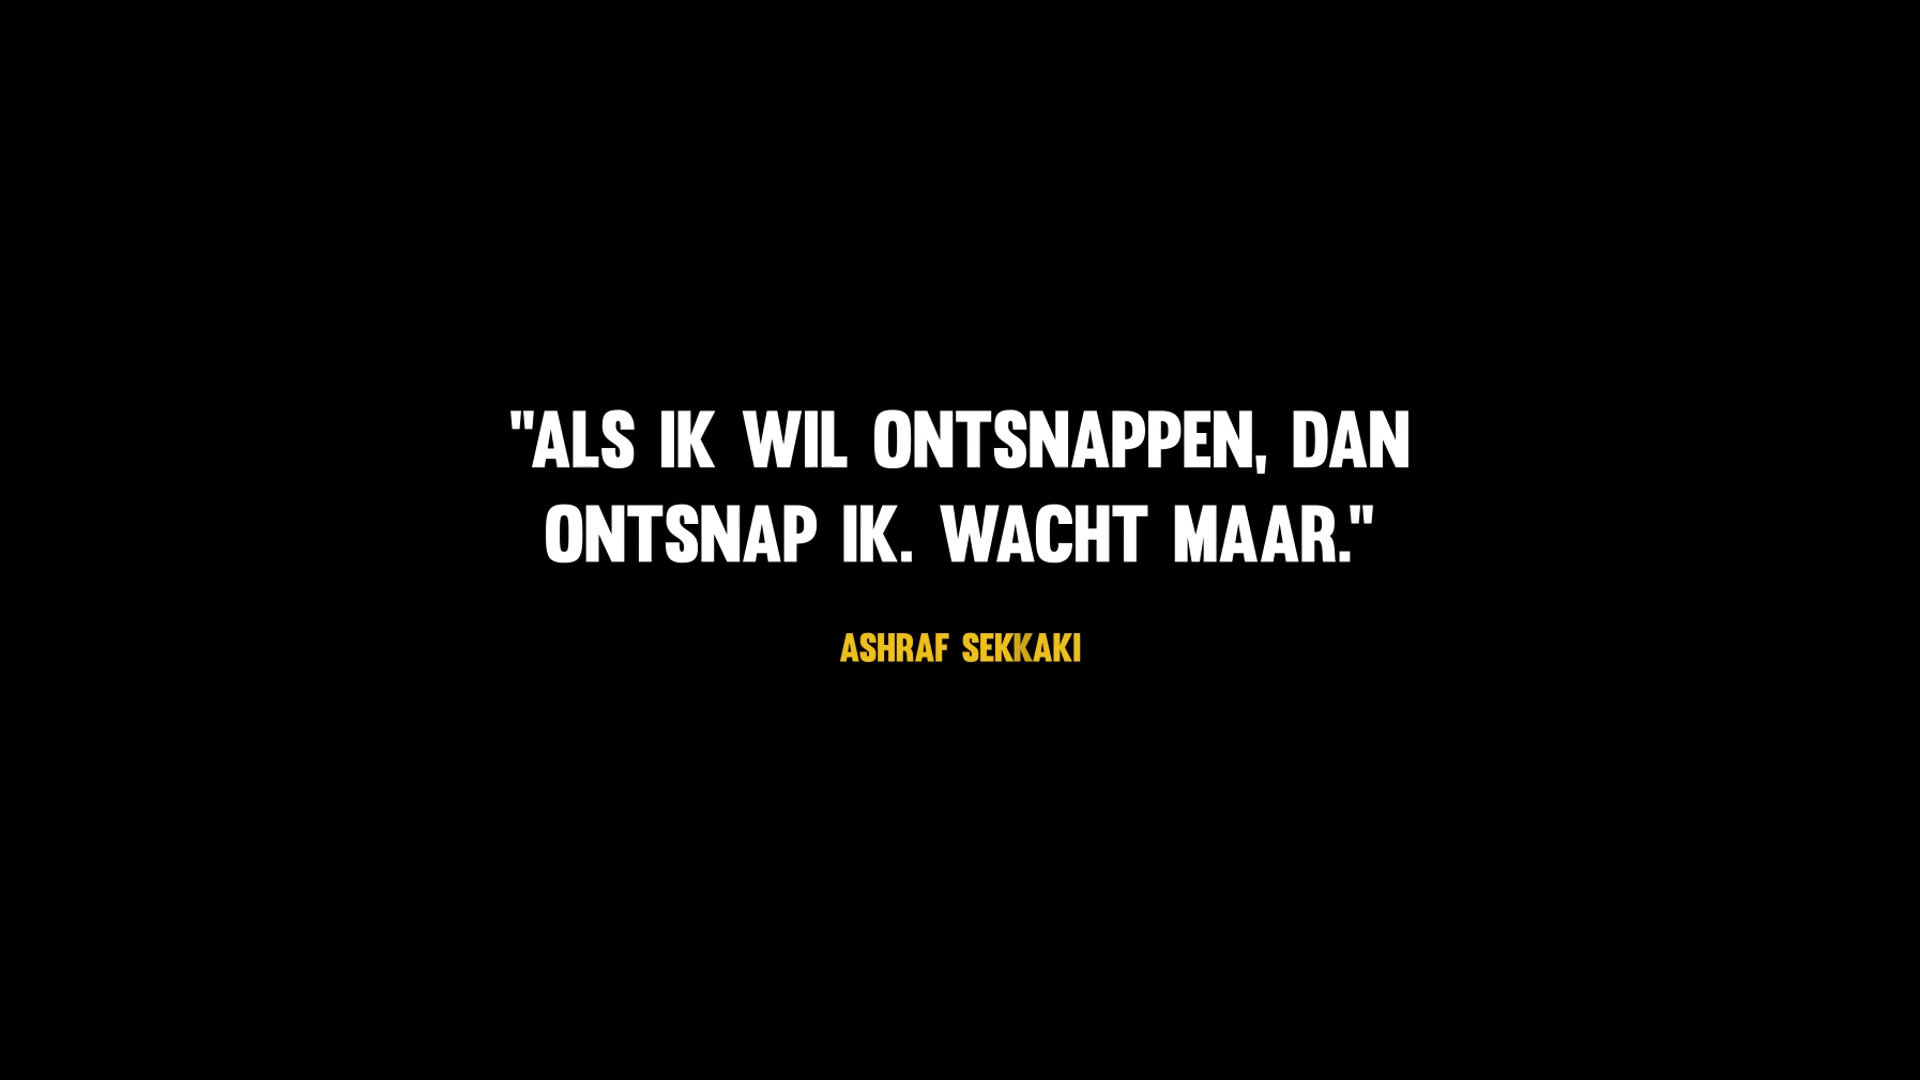 "ALS IK WIL ONTSNAPPEN, DAN
ONTSNAP IK. WACHT MAAR."
ASHRAF SEKKAKI